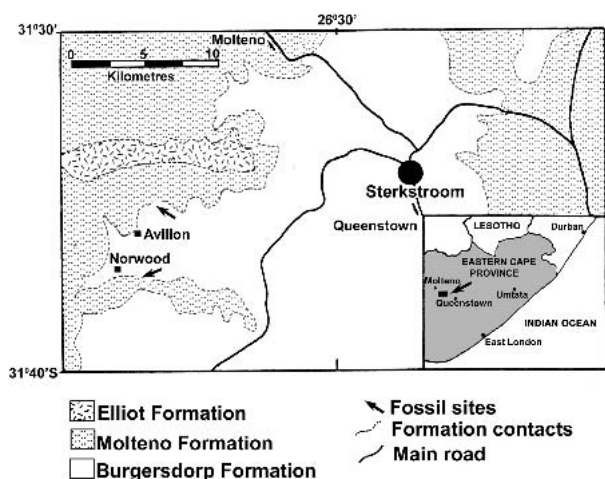 31°30'
26°30'
Molteno
0 5 10
Kilometres
Sterkstroom
Queenstown
Avilion
Norwood
LESOTHO
Durban
EASTERN CAPE
PROVINCE
Molteno
Queenstown
Umtata
INDIAN OCEAN
East London
31°40'S
Elliot Formation
Molteno Formation
Burgersdorp Formation
Fossil sites
Formation contacts
Main road